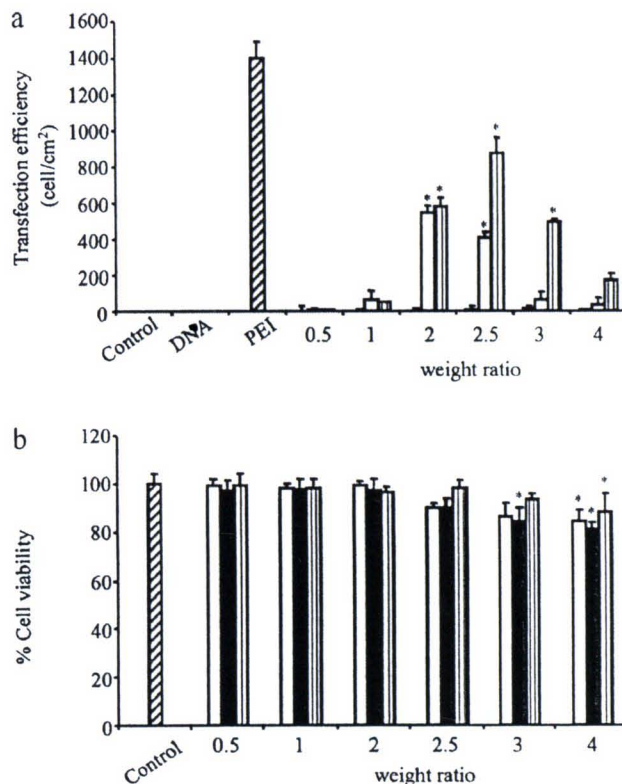 a
Transfection efficiency
(cell/cm²)
1600
1400
1200
1000
800
600
400
200
0
* * * * *
Control DNA PEI 0.5 1 2 2.5 3 4
weight ratio
b
% Cell viability
120
100
80
60
40
20
0
* * * *
Control 0.5 1 2 2.5 3 4
weight ratio